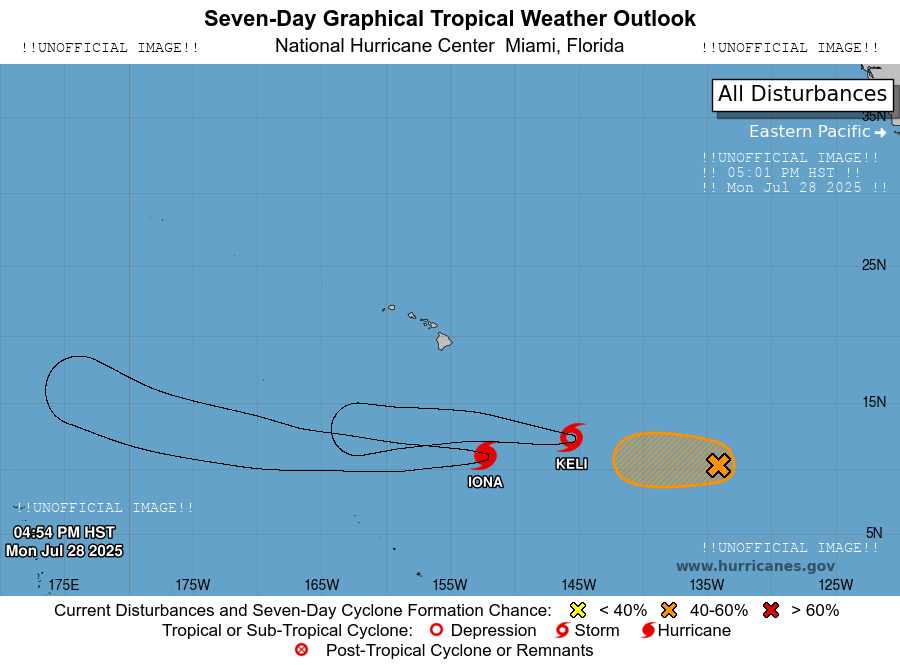 Seven-Day Graphical Tropical Weather Outlook
National Hurricane Center  Miami, Florida
!!UNOFFICIAL IMAGE!!
!!UNOFFICIAL IMAGE!!
All Disturbances
35N
Eastern Pacific
!!UNOFFICIAL IMAGE!!
!! 05:01 PM HST !!
!! Mon Jul 28 2025 !!
25N
15N
KELI
IONA
!!UNOFFICIAL IMAGE!!
04:54 PM HST
Mon Jul 28 2025
5N
!!UNOFFICIAL IMAGE!!
www.hurricanes.gov
175E 175W 165W 155W 145W 135W 125W
Current Disturbances and Seven-Day Cyclone Formation Chance: < 40% 40-60% > 60%
Tropical or Sub-Tropical Cyclone: Depression Storm Hurricane
Post-Tropical Cyclone or Remnants